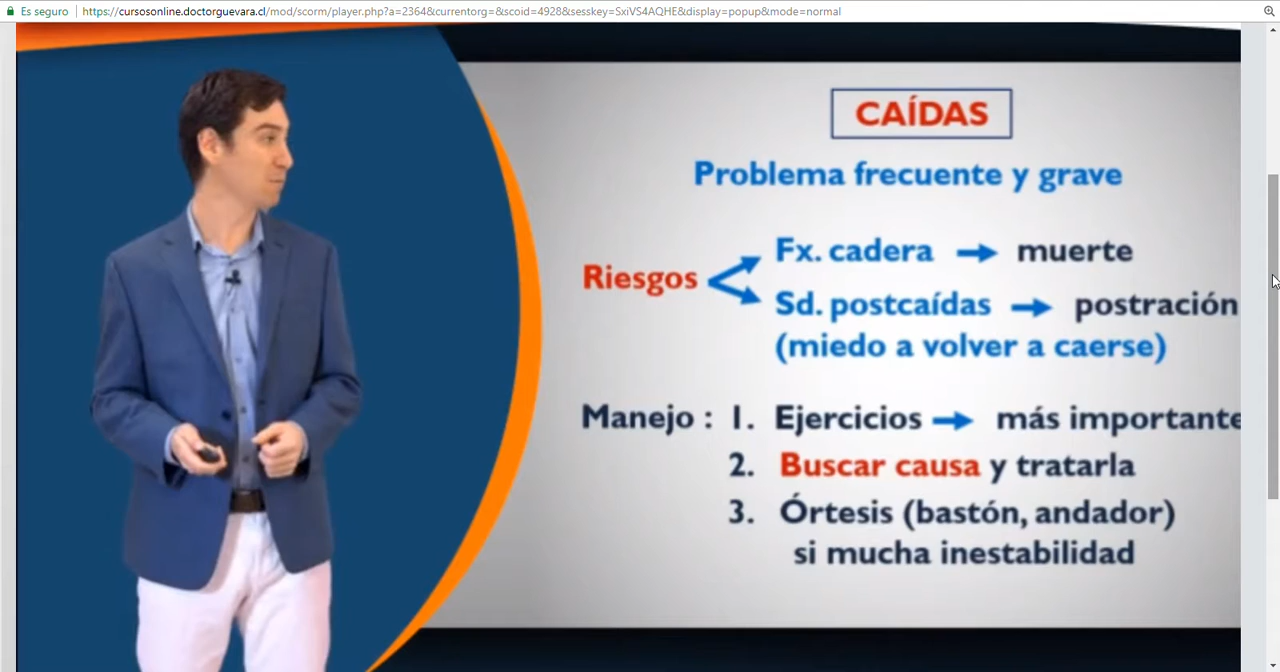 Es seguro
https://cursosonline.doctorguevara.cl/mod/scorm/player.php?a=2364&currentorg=&scoid=4928&sesskey=SxiVS4AQHE&display=popup&mode=normal
CAÍDAS
Problema frecuente y grave
Riesgos
Fx. cadera → muerte
Sd. postcaídas → postración
(miedo a volver a caerse)
Manejo : 1. Ejercicios → más importante
2. Buscar causa y tratarla
3. Órtesis (bastón, andador)
si mucha inestabilidad